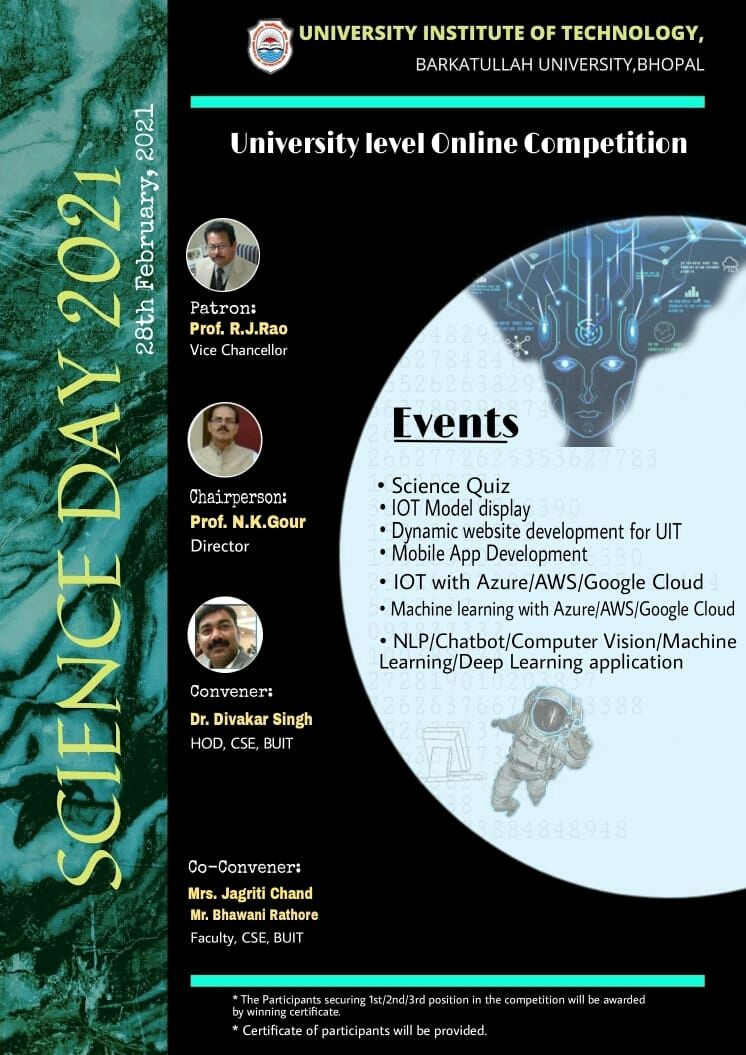 UNIVERSITY INSTITUTE OF TECHNOLOGY,
BARKATULLAH UNIVERSITY,BHOPAL
SCIENCE DAY 2021
28th February, 2021
University level Online Competition
Patron:
Prof. R.J.Rao
Vice Chancellor
Chairperson:
Prof. N.K.Gour
Director
Convener:
Dr. Divakar Singh
HOD, CSE, BUIT
Co-Convener:
Mrs. Jagriti Chand
Mr. Bhawani Rathore
Faculty, CSE, BUIT
Events
• Science Quiz
• IOT Model display
• Dynamic website development for UIT
• Mobile App Development
• IOT with Azure/AWS/Google Cloud
• Machine learning with Azure/AWS/Google Cloud
• NLP/Chatbot/Computer Vision/Machine
Learning/Deep Learning application
* The Participants securing 1st/2nd/3rd position in the competition will be awarded
by winning certificate.
* Certificate of participants will be provided.